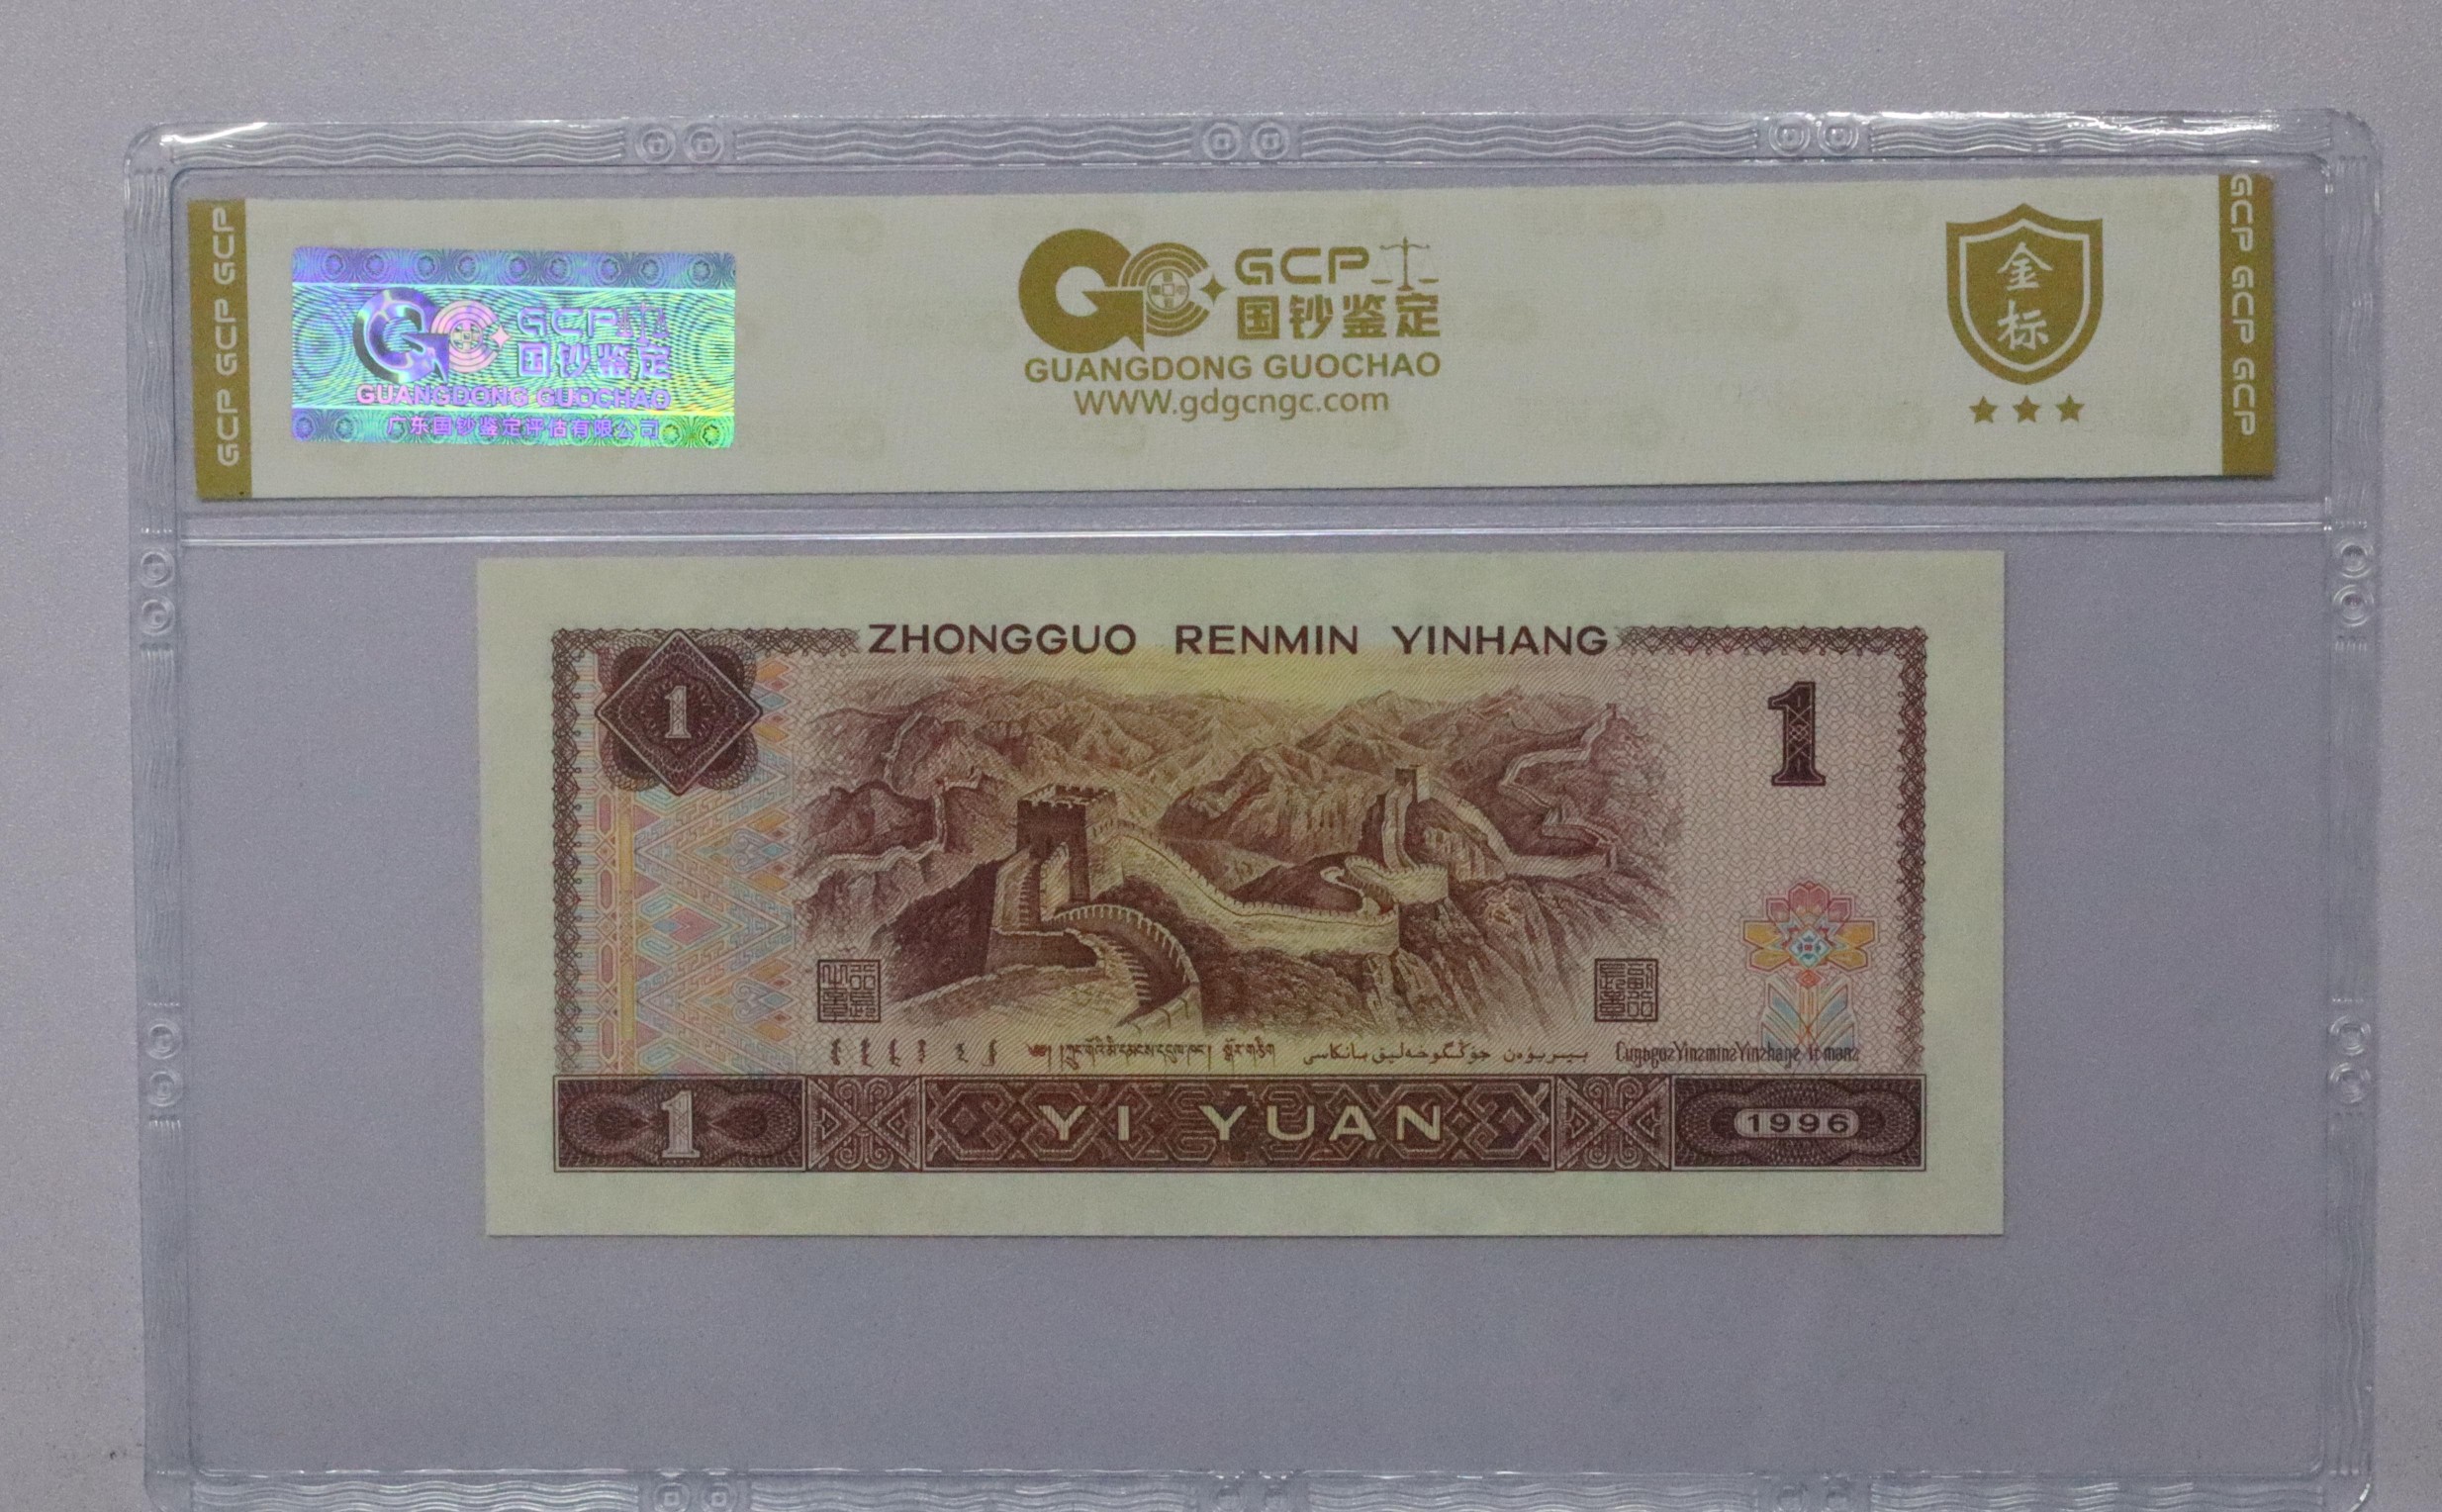 GCP GCP GCP
GCP
国钞鉴定
GUANGDONG GUOCHAO
广东国钞鉴定评估有限公司
GCP
国钞鉴定
GUANGDONG GUOCHAO
WWW.gdgcngc.com
金
标
GCP GCP GCP
ZHONGGUO RENMIN YINHANG
1
1
1 YI YUAN 1996